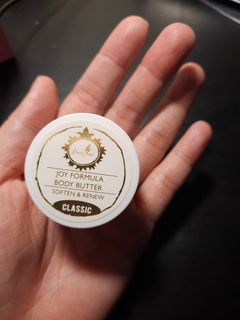 JOY FORMULA
BODY BUTTER
SOFTEN & RENEW
CLASSIC